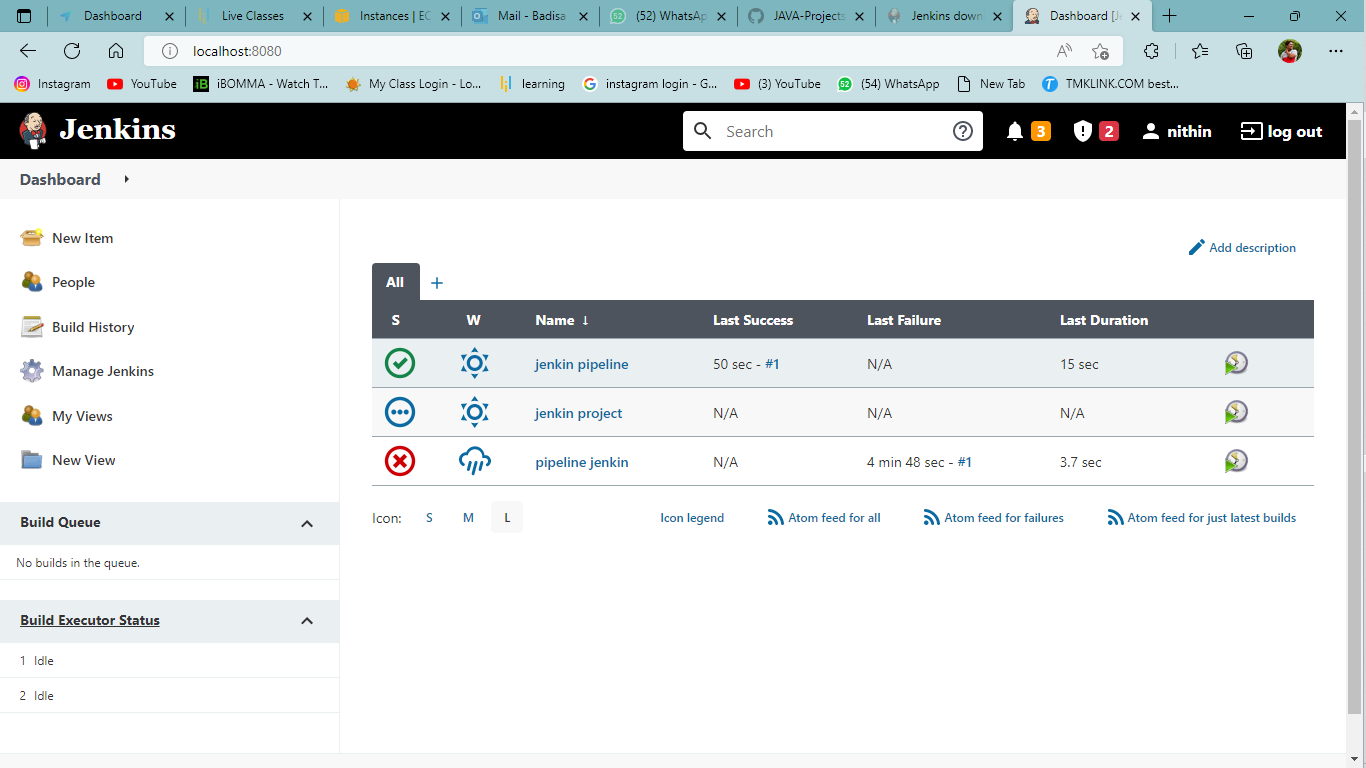 Dashboard Live Classes Instances | EC Mail - Badisa (52) WhatsAp JAVA-Projects Jenkins down Dashboard [Je
localhost:8080
Instagram YouTube iBOMMA - Watch T... My Class Login - Lo... learning instagram login - G... (3) YouTube (54) WhatsApp New Tab TMKLINK.COM best...
Jenkins Search 3 2 nithin log out
Dashboard
New Item
People
Build History
Manage Jenkins
My Views
New View
Build Queue
No builds in the queue.
Build Executor Status
1 Idle
2 Idle
Add description
All +
S W Name ↓ Last Success Last Failure Last Duration
jenkin pipeline 50 sec - #1 N/A 15 sec
jenkin project N/A N/A N/A
pipeline jenkin N/A 4 min 48 sec - #1 3.7 sec
Icon: S M L Icon legend Atom feed for all Atom feed for failures Atom feed for just latest builds